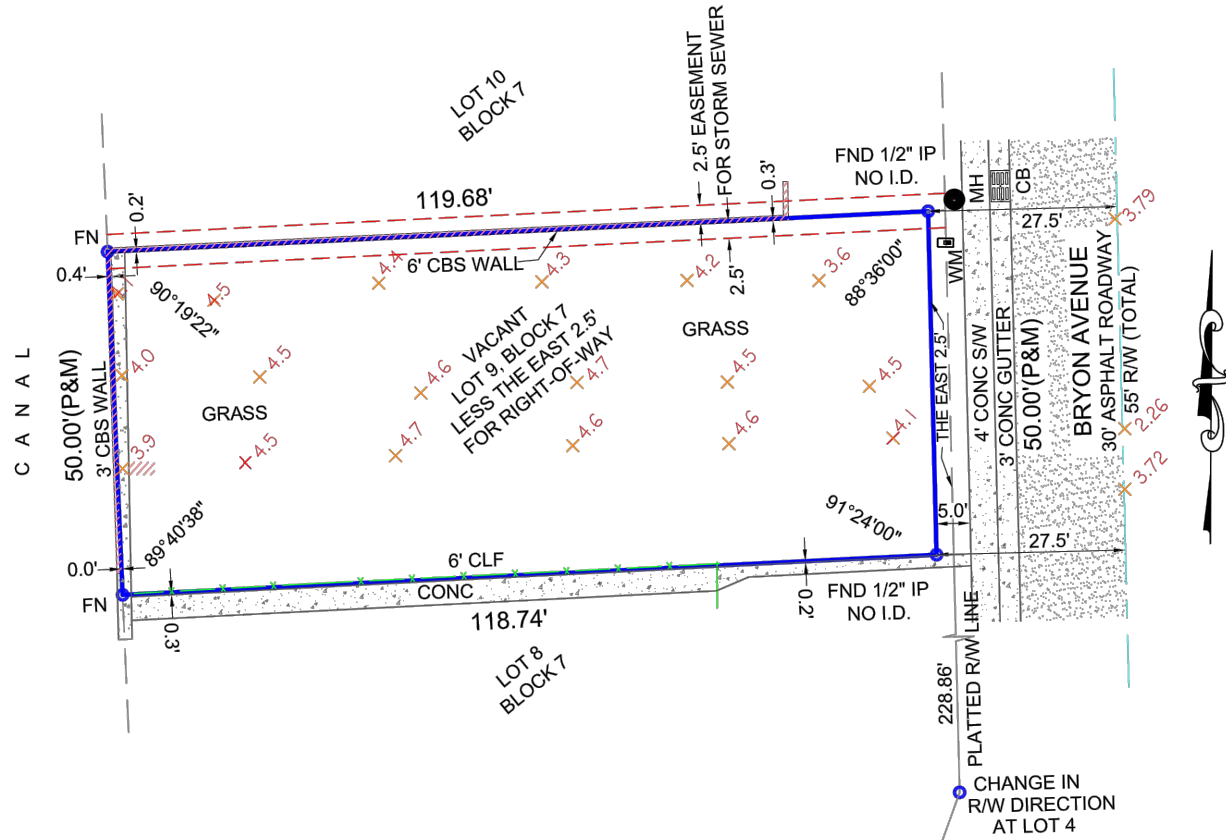 LOT 10
BLOCK 7
2.5' EASEMENT
FOR STORM SEWER
FND 1/2" IP
NO I.D.
MH
CB
119.68'
0.2'
0.3'
27.5'
3.79
FN
6' CBS WALL
2.5'
WM
0.4'
4.5
4.4
4.3
4.2
3.6
90°19'22"
88°36'00"
GRASS
VACANT
LOT 9, BLOCK 7
LESS THE EAST 2.5'
FOR RIGHT-OF-WAY
GRASS
CANAL
50.00'(P&M)
3' CBS WALL
4.0
4.5
4.6
4.7
4.5
4.5
THE EAST 2.5'
4' CONC S/W
3' CONC GUTTER
50.00'(P&M)
BRYON AVENUE
30' ASPHALT ROADWAY
55' R/W (TOTAL)
2.26
3.72
3.9
4.5
4.7
4.6
4.6
4.1
89°40'38"
91°24'00"
5.0'
27.5'
0.0'
6' CLF
CONC
FN
0.3'
118.74'
0.2'
FND 1/2" IP
NO I.D.
LOT 8
BLOCK 7
228.86'
PLATTED R/W LINE
CHANGE IN
R/W DIRECTION
AT LOT 4